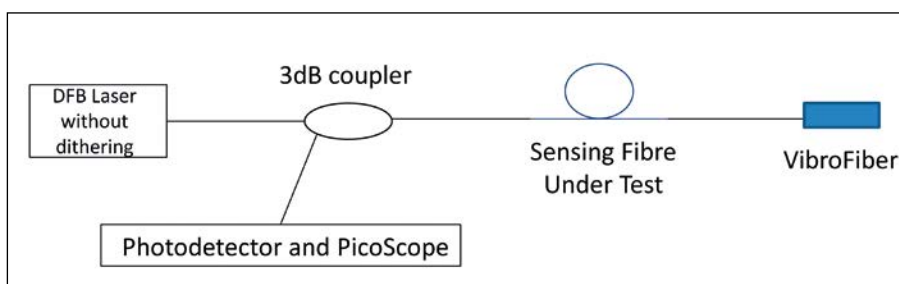 3dB coupler
DFB Laser
without
dithering
Sensing Fibre
Under Test
VibroFiber
Photodetector and PicoScope